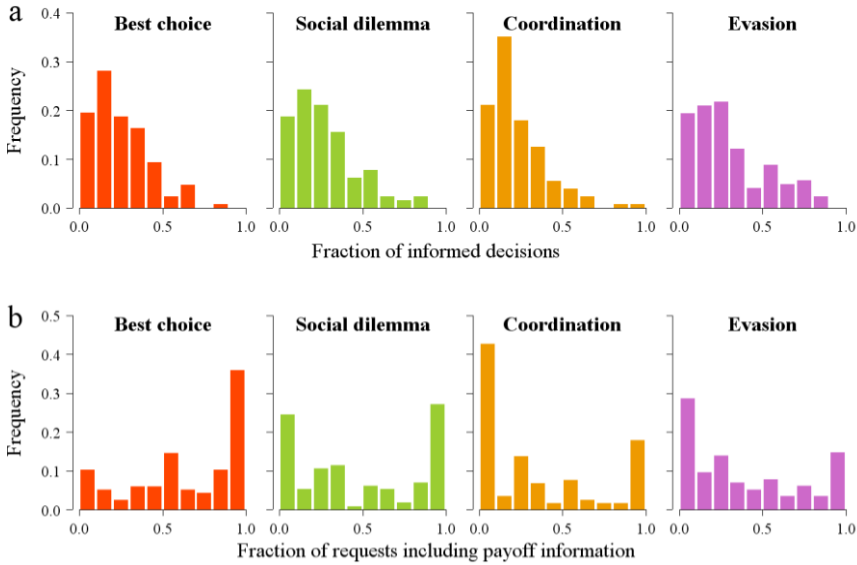 a
Best choice
Social dilemma
Coordination
Evasion
Frequency
0.4
0.3
0.2
0.1
0.0
0.0 0.5 1.0
0.0 0.5 1.0
0.0 0.5 1.0
0.0 0.5 1.0
Fraction of informed decisions
b
Best choice
Social dilemma
Coordination
Evasion
Frequency
0.5
0.4
0.3
0.2
0.1
0.0
0.0 0.5 1.0
0.0 0.5 1.0
0.0 0.5 1.0
0.0 0.5 1.0
Fraction of requests including payoff information